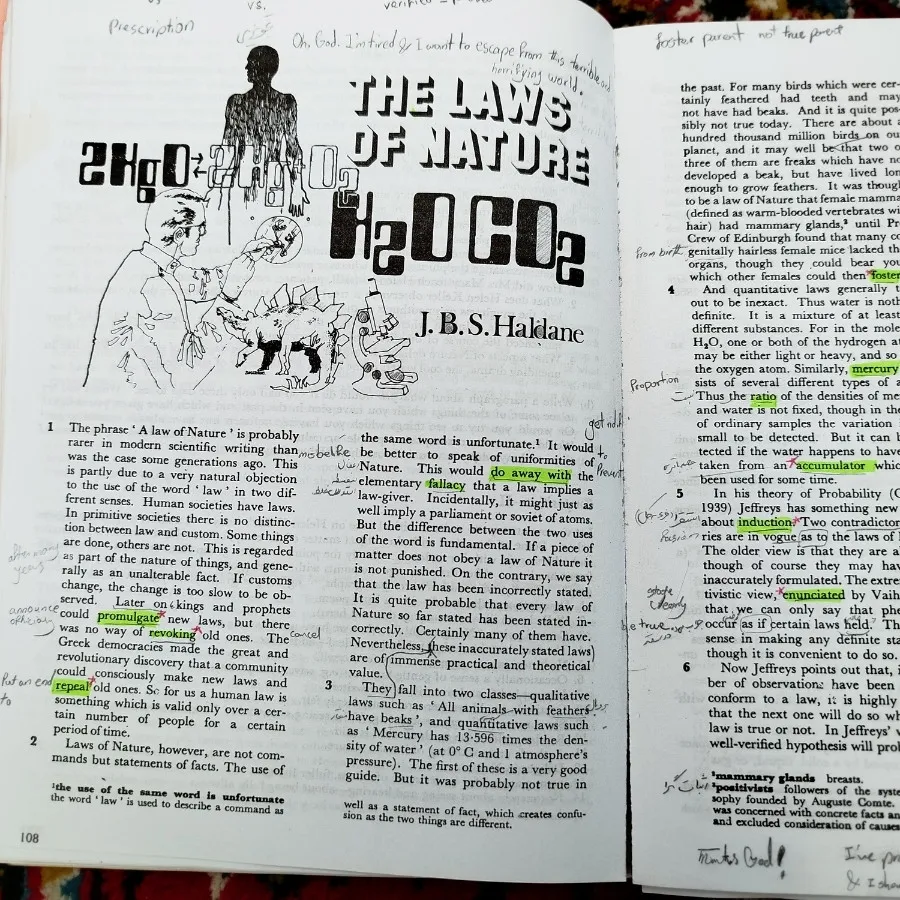 vs.
Prescription
Oh, God. I'm tired & I want to escape from this terrible and
horrifying world.
THE LAWS
OF NATURE
2HgO⇄2Hg+O2
H2OCO2
J.B.S.Haldane
1 The phrase ' A law of Nature ' is probably
rarer in modern scientific writing than
was the case some generations ago. This
is partly due to a very natural objection
to the use of the word ' law ' in two dif-
ferent senses. Human societies have laws.
In primitive societies there is no distinc-
tion between law and custom. Some things
are done, others are not. This is regarded
as part of the nature of things, and gene-
rally as an unalterable fact. If customs
change, the change is too slow to be ob-
served. Later on kings and prophets
could promulgate* new laws, but there
was no way of revoking* old ones. The
Greek democracies made the great and
revolutionary discovery that a community
could consciously make new laws and
repeal* old ones. So for us a human law is
something which is valid only over a cer-
tain number of people for a certain
period of time.
2 Laws of Nature, however, are not com-
mands but statements of facts. The use of
after many
years
announce
cancel
Put an end
to
¹the use of the same word is unfortunate
the word ' law ' is used to describe a command as
108
the same word is unfortunate.¹ It would
be better to speak of uniformities of
Nature. This would do away with the
elementary fallacy that a law implies a
law-giver. Incidentally, it might just as
well imply a parliament or soviet of atoms.
But the difference between the two uses
of the word is fundamental. If a piece of
matter does not obey a law of Nature it
is not punished. On the contrary, we say
that the law has been incorrectly stated.
It is quite probable that every law of
Nature so far stated has been stated in-
correctly. Certainly many of them have.
Nevertheless, these inaccurately stated laws
are of immense practical and theoretical
value.
3 They fall into two classes—qualitative
laws such as ' All animals with feathers
have beaks ', and quantitative laws such
as ' Mercury has 13·596 times the den-
sity of water ' (at 0° C and 1 atmosphere's
pressure). The first of these is a very good
guide. But it was probably not true in
well as a statement of fact, which creates confu-
sion as the two things are different.
foster parent not true parent
the past. For many birds which were cer-
tainly feathered had teeth and may
not have had beaks. And it is quite pos-
sibly not true today. There are about a
hundred thousand million birds on ou
planet, and it may well be that two o
three of them are freaks which have no
developed a beak, but have lived lon
enough to grow feathers. It was though
to be a law of Nature that female mamma
(defined as warm-blooded vertebrates wi
hair) had mammary glands,² until Pr
Crew of Edinburgh found that many co
genitally hairless female mice lacked th
organs, though they could bear you
which other females could then *foster
from birth
4 And quantitative laws generally t
out to be inexact. Thus water is noth
definite. It is a mixture of at least
different substances. For in the mole
H₂O, one or both of the hydrogen at
may be either light or heavy, and so
the oxygen atom. Similarly, mercury
sists of several different types of a
Thus the ratio of the densities of me
and water is not fixed, though in the
of ordinary samples the variation
small to be detected. But it can b
tected if the water happens to have
taken from an *accumulator whic
been used for some time.
Proportion
5 In his theory of Probability (C
1939) Jeffreys has something new
about induction.* Two contradictor
ries are in vogue as to the laws of
The older view is that they are a
though of course they may hav
inaccurately formulated. The extre
tivistic view, *enunciated by Vaih
that we can only say that phe
occur as if certain laws held. Th
sense in making any definite sta
though it is convenient to do so.
Fashion
state
clearly
be true
6 Now Jeffreys points out that, i
ber of observations have been
conform to a law, it is highly
that the next one will do so wh
law is true or not. In Jeffreys' v
well-verified hypothesis will prob
²mammary glands breasts.
³positivists followers of the syste
sophy founded by Auguste Comte.
was concerned with concrete facts an
and excluded consideration of causes
Thanks God!
I've pr
& I sho